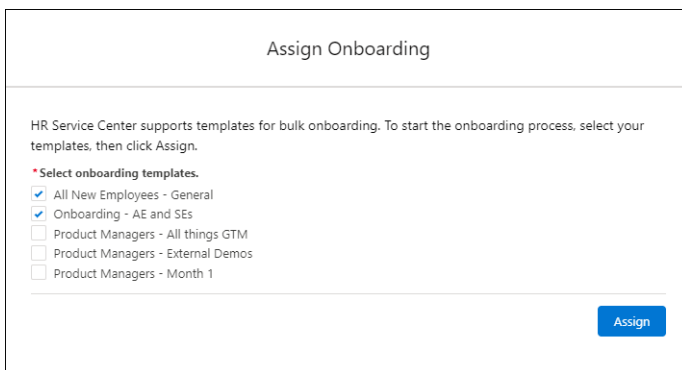 Assign Onboarding
HR Service Center supports templates for bulk onboarding. To start the onboarding process, select your
templates, then click Assign.
*Select onboarding templates.
All New Employees - General
Onboarding - AE and SEs
Product Managers - All things GTM
Product Managers - External Demos
Product Managers - Month 1
Assign